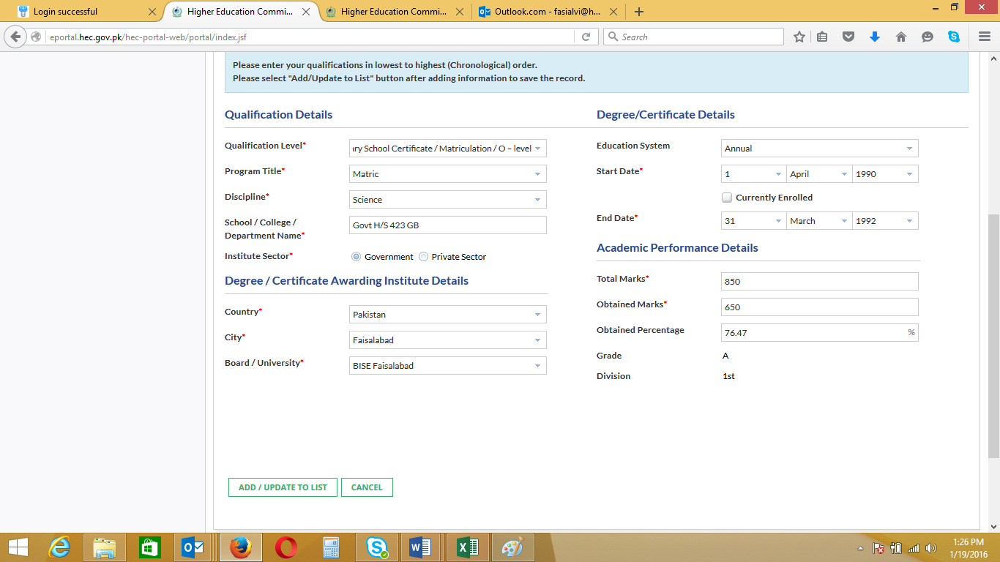 Login successful
Higher Education Commi...
Higher Education Commi...
Outlook.com - fasialvi@h...
eportal.hec.gov.pk/hec-portal-web/portal/index.jsf
Search
Please enter your qualifications in lowest to highest (Chronological) order.
Please select "Add/Update to List" button after adding information to save the record.
Qualification Details
Qualification Level*
ry School Certificate / Matriculation / O – level
Program Title*
Matric
Discipline*
Science
School / College /
Department Name*
Govt H/S 423 GB
Institute Sector*
Government
Private Sector
Degree / Certificate Awarding Institute Details
Country*
Pakistan
City*
Faisalabad
Board / University*
BISE Faisalabad
Degree/Certificate Details
Education System
Annual
Start Date*
1 April 1990
Currently Enrolled
End Date*
31 March 1992
Academic Performance Details
Total Marks*
850
Obtained Marks*
650
Obtained Percentage
76.47 %
Grade
A
Division
1st
ADD / UPDATE TO LIST
CANCEL
1:26 PM
1/19/2016